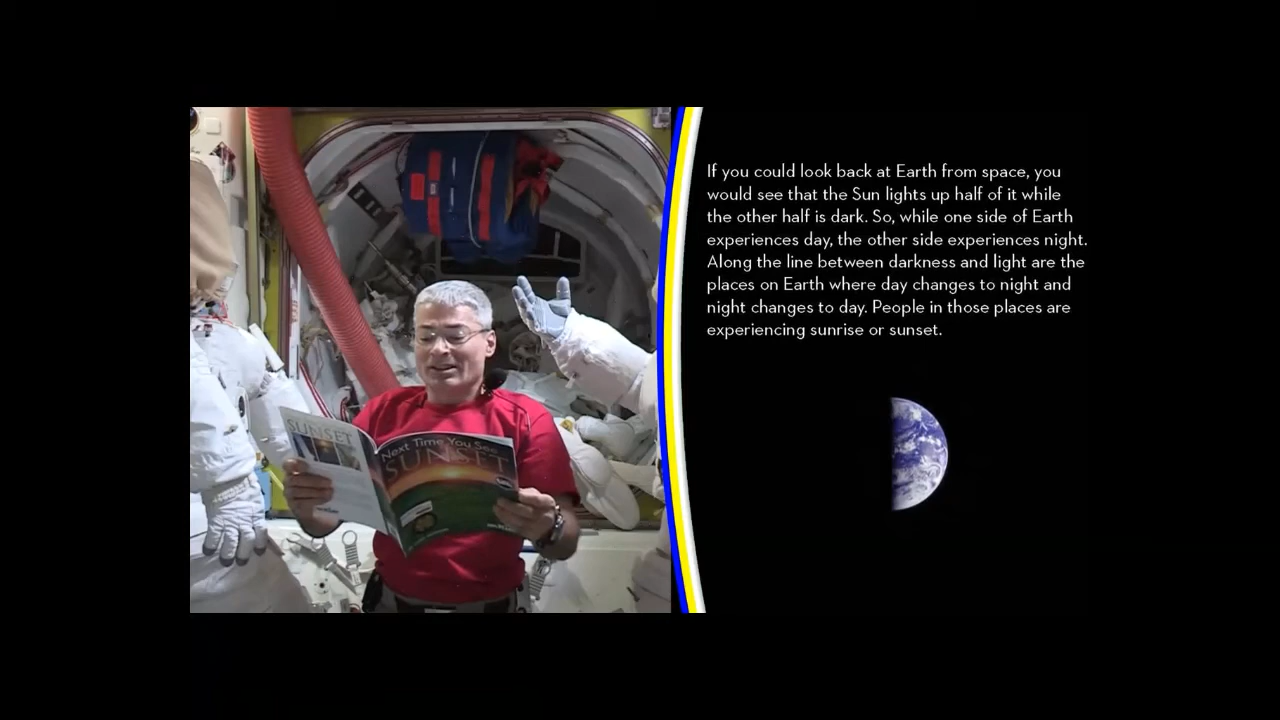 SUNSET
Next Time You See
SUNSET
If you could look back at Earth from space, you
would see that the Sun lights up half of it while
the other half is dark. So, while one side of Earth
experiences day, the other side experiences night.
Along the line between darkness and light are the
places on Earth where day changes to night and
night changes to day. People in those places are
experiencing sunrise or sunset.